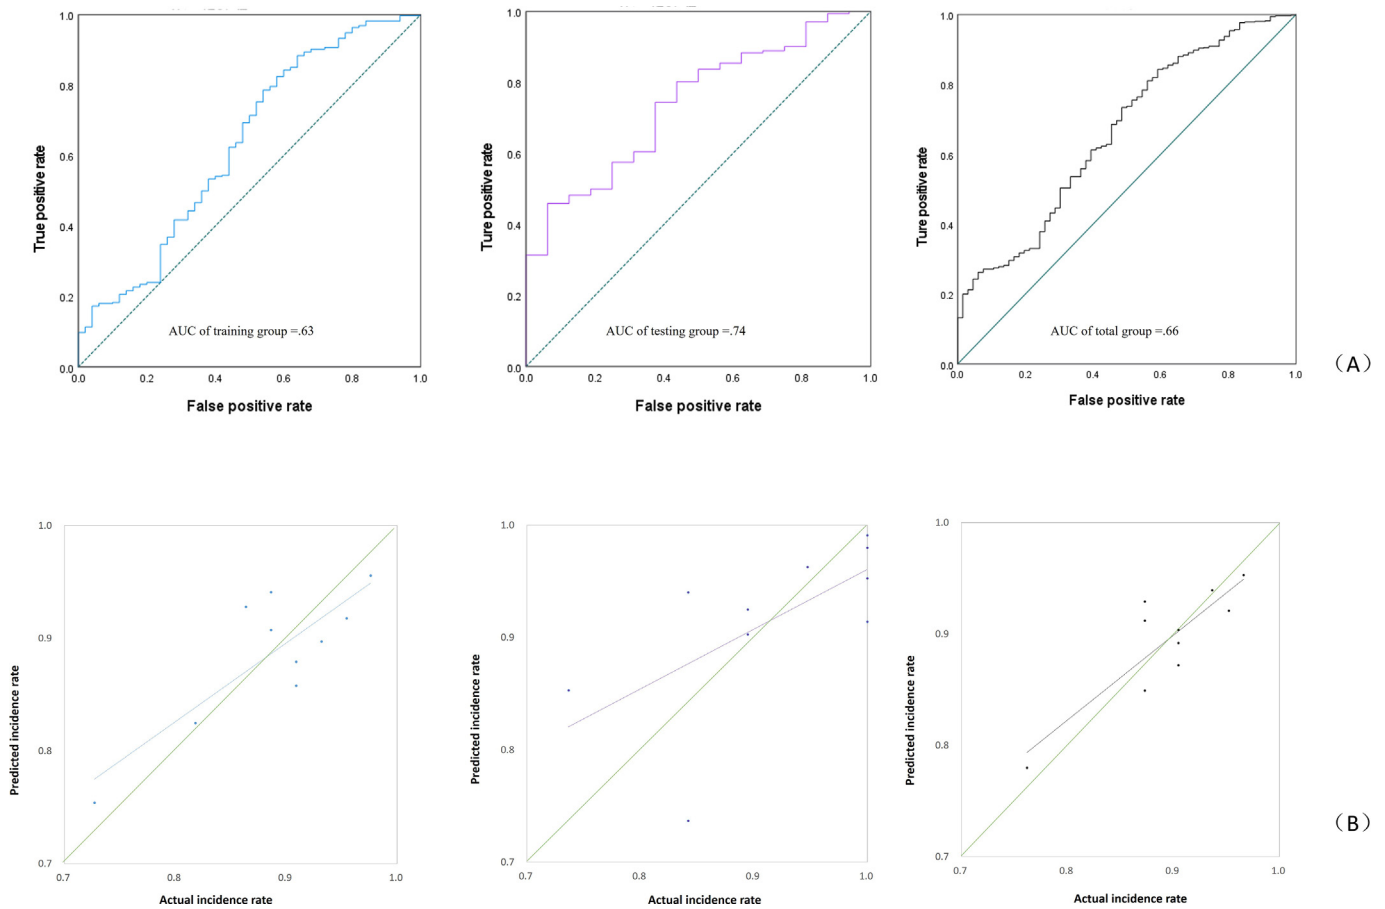 1.0
0.8
0.6
0.4
0.2
0.0
True positive rate
AUC of training group =.63
0.0 0.2 0.4 0.6 0.8 1.0
False positive rate
1.0
0.8
0.6
0.4
0.2
0.0
Ture positive rate
AUC of testing group =.74
0.0 0.2 0.4 0.6 0.8 1.0
False positive rate
1.0
0.8
0.6
0.4
0.2
0.0
Ture positive rate
AUC of total group =.66
0.0 0.2 0.4 0.6 0.8 1.0
False positive rate
（A）
1.0
0.9
0.8
0.7
Predicted incidence rate
0.7 0.8 0.9 1.0
Actual incidence rate
1.0
0.9
0.8
0.7
Predicted incidence rate
0.7 0.8 0.9 1.0
Actual incidence rate
1.0
0.9
0.8
0.7
Predicted incidence rate
0.7 0.8 0.9 1.0
Actual incidence rate
（B）